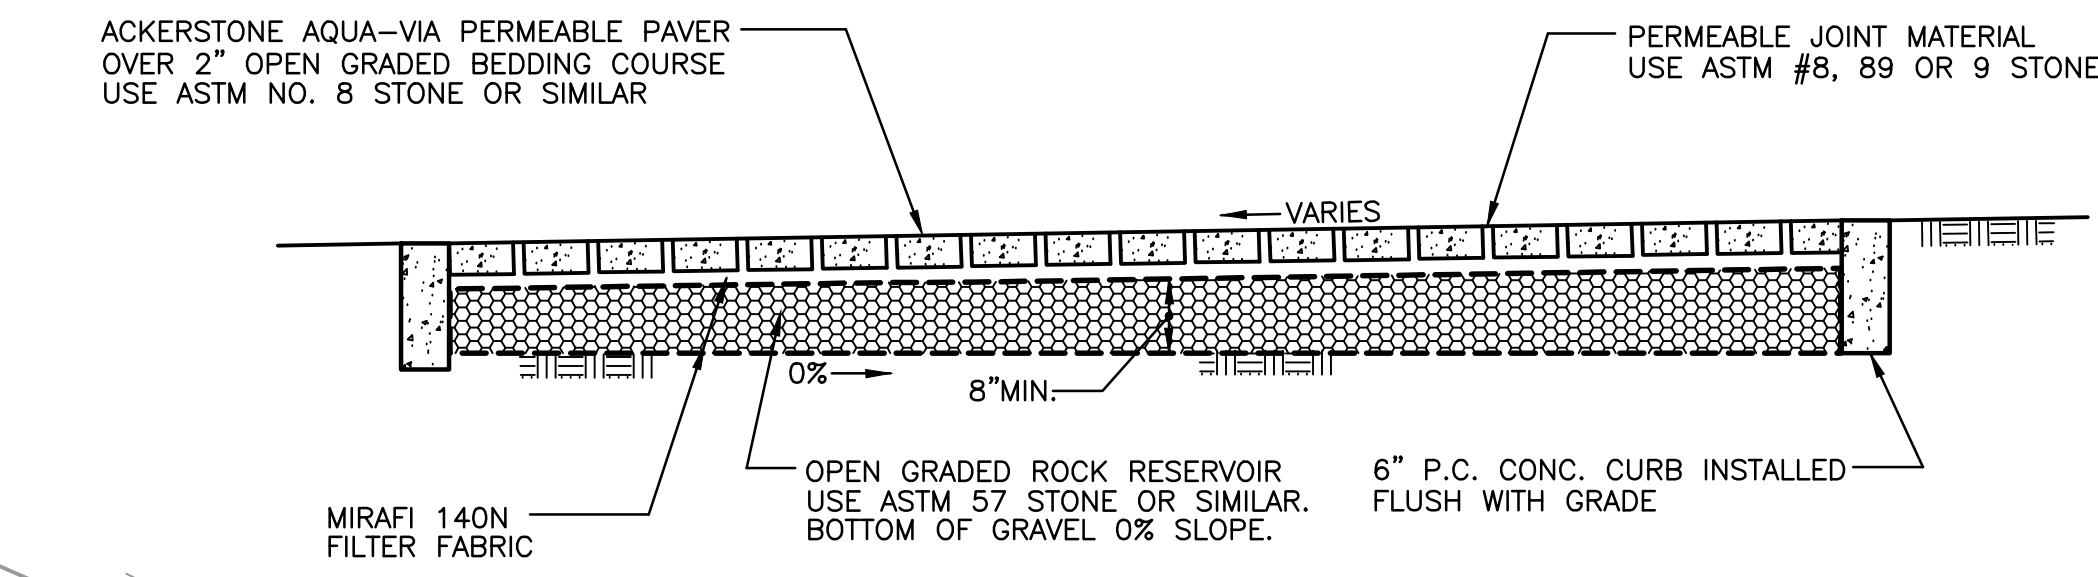 ACKERSTONE AQUA-VIA PERMEABLE PAVER
OVER 2" OPEN GRADED BEDDING COURSE
USE ASTM NO. 8 STONE OR SIMILAR
PERMEABLE JOINT MATERIAL
USE ASTM #8, 89 OR 9 STONE
VARIES
0%
8"MIN.
OPEN GRADED ROCK RESERVOIR
USE ASTM 57 STONE OR SIMILAR.
BOTTOM OF GRAVEL 0% SLOPE.
6" P.C. CONC. CURB INSTALLED
FLUSH WITH GRADE
MIRAFI 140N
FILTER FABRIC